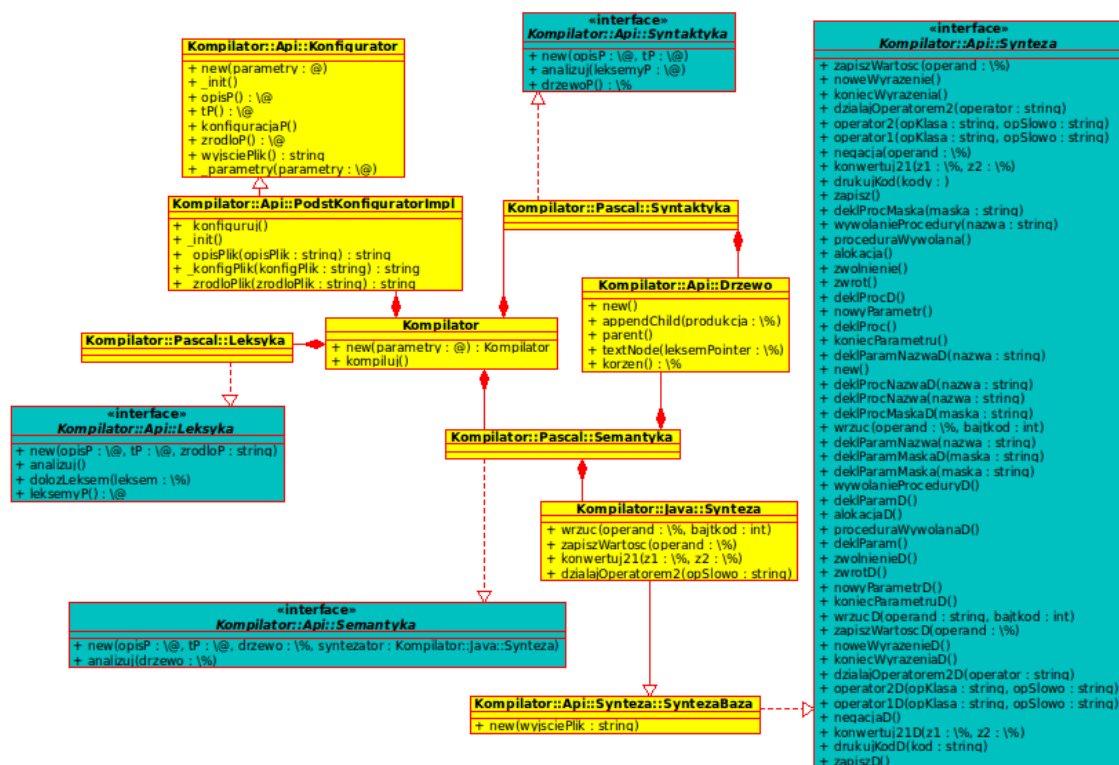 Kompilator::Api::Konfigurator
+ new(parametry : @)
+ _init()
+ opisP() : \@
+ tP() : \@
+ konfiguracjaP()
+ zrodloP() : \@
+ wyjsciePlik() : string
+ _parametry(parametry : \@)
Kompilator::Api::PodstKonfiguratorImpl
+ _konfiguruj()
+ _init()
+ _opisPlik(opisPlik : string) : string
+ _konfigPlik(konfigPlik : string) : string
+ _zrodloPlik(zrodloPlik : string) : string
«interface»
Kompilator::Api::Syntaktyka
+ new(opisP : \@, tP : \@)
+ analizuj(leksemyP : \@)
+ drzewoP() : \%
Kompilator::Pascal::Syntaktyka
Kompilator::Api::Drzewo
+ new()
+ appendChild(produkcja : \%)
+ parent()
+ textNode(leksemPointer : \%)
+ korzen() : \%
Kompilator
+ new(parametry : @) : Kompilator
+ kompiluj()
Kompilator::Pascal::Leksyka
«interface»
Kompilator::Api::Leksyka
+ new(opisP : \@, tP : \@, zrodloP : string)
+ analizuj()
+ dolozLeksem(leksem : \%)
+ leksemyP() : \@
Kompilator::Pascal::Semantyka
Kompilator::Java::Synteza
+ wrzuc(operand : \%, bajtkod : int)
+ zapiszWartosc(operand : \%)
+ konwertuj21(z1 : \%, z2 : \%)
+ dzialajOperatorem2(opSlowo : string)
«interface»
Kompilator::Api::Semantyka
+ new(opisP : \@, tP : \@, drzewo : \%, syntezator : Kompilator::Java::Synteza)
+ analizuj(drzewo : \%)
Kompilator::Api::Synteza::SyntezaBaza
+ new(wyjsciePlik : string)
«interface»
Kompilator::Api::Synteza
+ zapiszWartosc(operand : \%)
+ noweWyrazenie()
+ koniecWyrazenia()
+ dzialajOperatorem2(operator : string)
+ operator2(opKlasa : string, opSlowo : string)
+ operator1(opKlasa : string, opSlowo : string)
+ negacja(operand : \%)
+ konwertuj21(z1 : \%, z2 : \%)
+ drukujKod(kody : )
+ zapisz()
+ deklProcMaska(maska : string)
+ wywolanieProcedury(nazwa : string)
+ proceduraWywolana()
+ alokacja()
+ zwolnienie()
+ zwrot()
+ deklProcD()
+ nowyParametr()
+ deklProc()
+ koniecParametru()
+ deklParamNazwaD(nazwa : string)
+ new()
+ deklProcNazwaD(nazwa : string)
+ deklProcNazwa(nazwa : string)
+ deklProcMaskaD(maska : string)
+ wrzuc(operand : \%, bajtkod : int)
+ deklParamNazwa(nazwa : string)
+ deklParamMaskaD(maska : string)
+ deklParamMaska(maska : string)
+ wywolanieProceduryD()
+ deklParamD()
+ alokacjaD()
+ proceduraWywolanaD()
+ deklParam()
+ zwolnienieD()
+ zwrotD()
+ nowyParametrD()
+ koniecParametruD()
+ wrzucD(operand : string, bajtkod : int)
+ zapiszWartoscD(operand : \%)
+ noweWyrazenieD()
+ koniecWyrazeniaD()
+ dzialajOperatorem2D(operator : string)
+ operator2D(opKlasa : string, opSlowo : string)
+ operator1D(opKlasa : string, opSlowo : string)
+ negacjaD()
+ konwertuj21D(z1 : \%, z2 : \%)
+ drukujKodD(kod : string)
+ zapiszD()